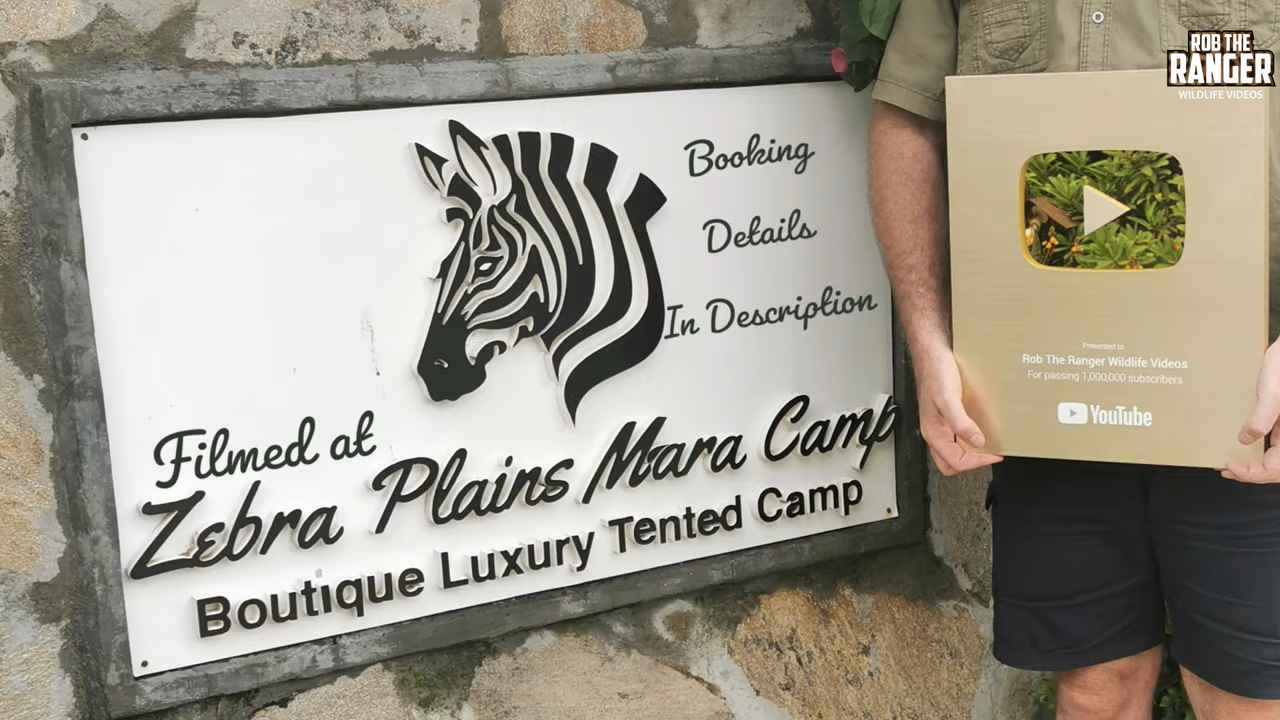 ROB THE
RANGER
WILDLIFE VIDEOS
Booking
Details
In Description
Filmed at
Zebra Plains Mara Camp
Boutique Luxury Tented Camp
Presented to
Rob The Ranger Wildlife Videos
For passing 1,000,000 subscribers
YouTube